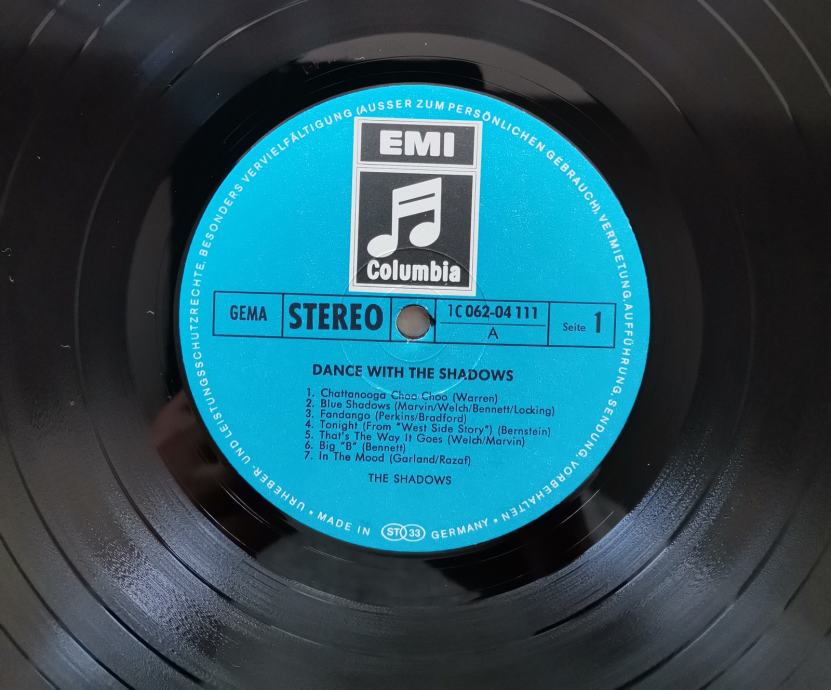 URHEBER- UND LEISTUNGSSCHUTZRECHTE, BESONDERS VERVIELFÄLTIGUNG (AUSSER ZUM PERSÖNLICHEN GEBRAUCH), VERMIETUNG, AUFFÜHRUNG, SENDUNG, VORBEHALTEN
EMI
Columbia
GEMA STEREO 1C 062-04 111 Seite 1
A
DANCE WITH THE SHADOWS
1. Chattanooga Choo Choo (Warren)
2. Blue Shadows (Marvin/Welch/Bennett/Locking)
3. Fandango (Perkins/Bradford)
4. Tonight (From "West Side Story") (Bernstein)
5. That's The Way It Goes (Welch/Marvin)
6. Big "B" (Bennett)
7. In The Mood (Garland/Razaf)
THE SHADOWS
• MADE IN ST 33 GERMANY •